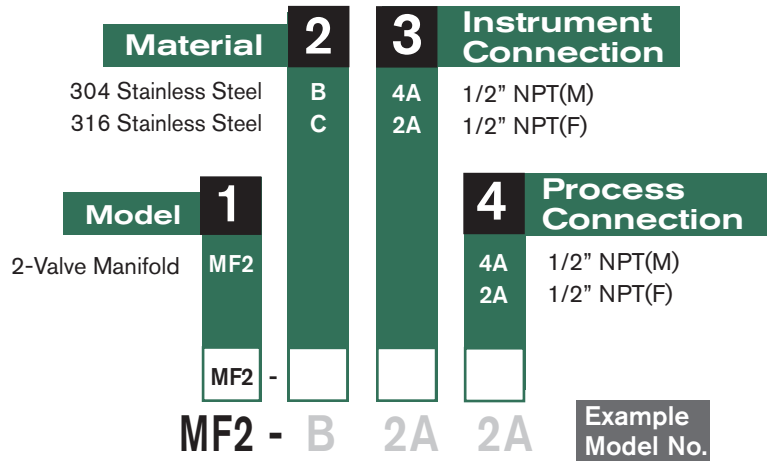 Material 2
3 Instrument Connection
304 Stainless Steel B 4A 1/2” NPT(M)
316 Stainless Steel C 2A 1/2” NPT(F)
Model 1
4 Process Connection
2-Valve Manifold MF2
4A 1/2” NPT(M)
2A 1/2” NPT(F)
MF2 -
MF2 - B 2A 2A
Example
Model No.